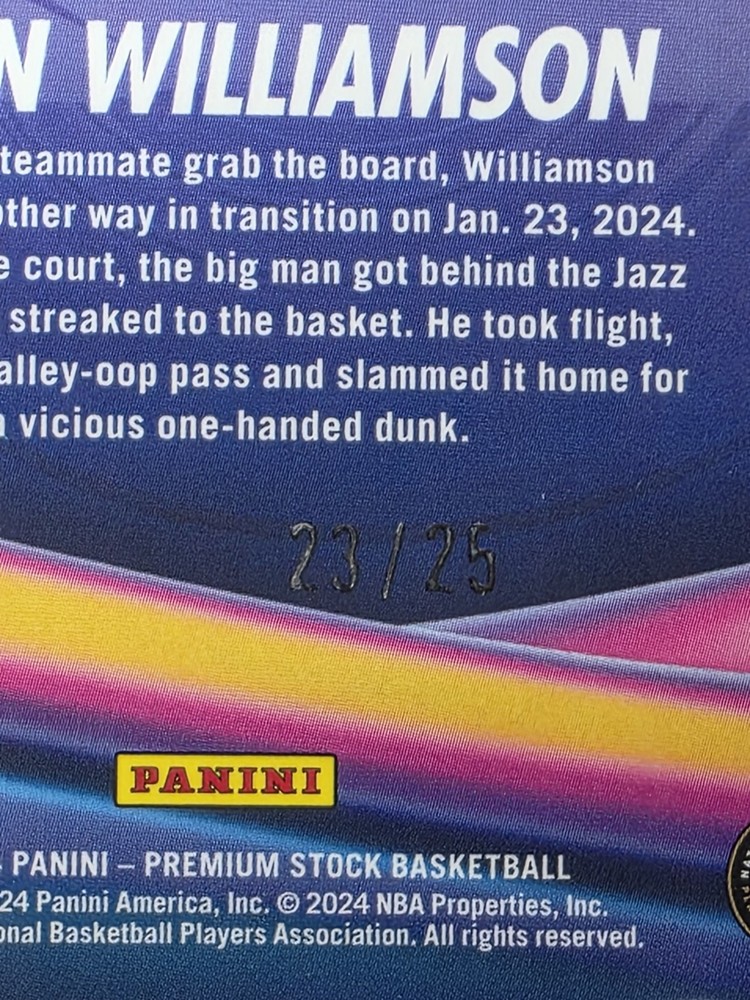 N WILLIAMSON
teammate grab the board, Williamson
other way in transition on Jan. 23, 2024.
e court, the big man got behind the Jazz
streaked to the basket. He took flight,
alley-oop pass and slammed it home for
a vicious one-handed dunk.
23/25
PANINI
PANINI – PREMIUM STOCK BASKETBALL
24 Panini America, Inc. © 2024 NBA Properties, Inc.
onal Basketball Players Association. All rights reserved.